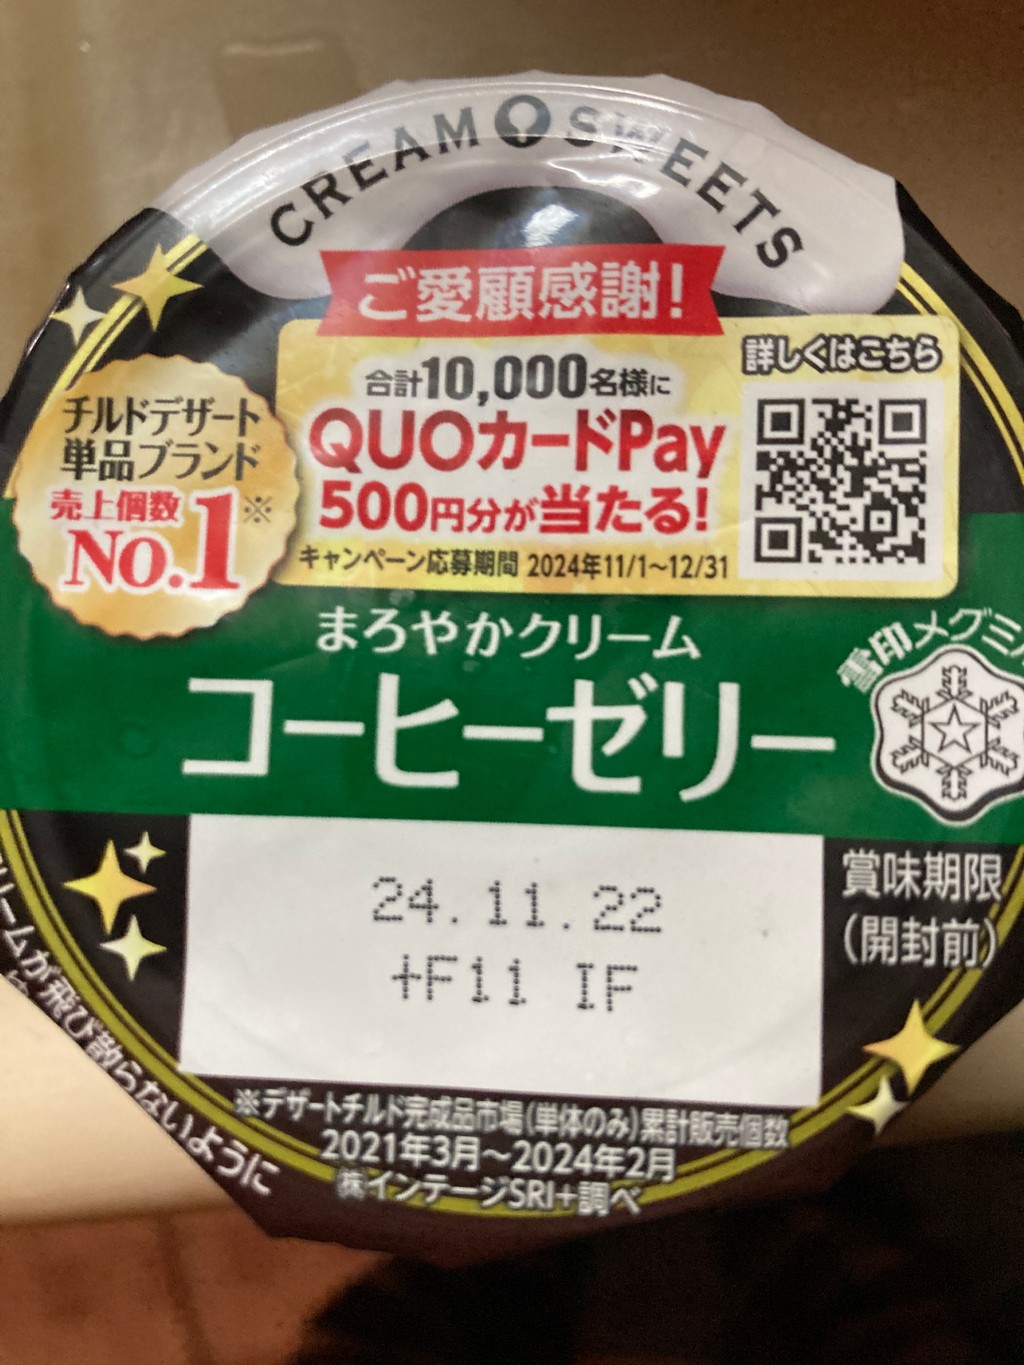 CREAM SWEETS
ご愛顧感謝!
合計10,000名様に
QUOカードPay
500円分が当たる!
キャンペーン応募期間 2024年11/1〜12/31
詳しくはこちら
チルドデザート
単品ブランド
売上個数
No.1※
まろやかクリーム
コーヒーゼリー
雪印メグミル
24.11.22
+F11 IF
賞味期限
(開封前)
※デザートチルド完成品市場(単体のみ)累計販売個数
2021年3月〜2024年2月
㈱インテージSRI+調べ
リームが飛び散らないように